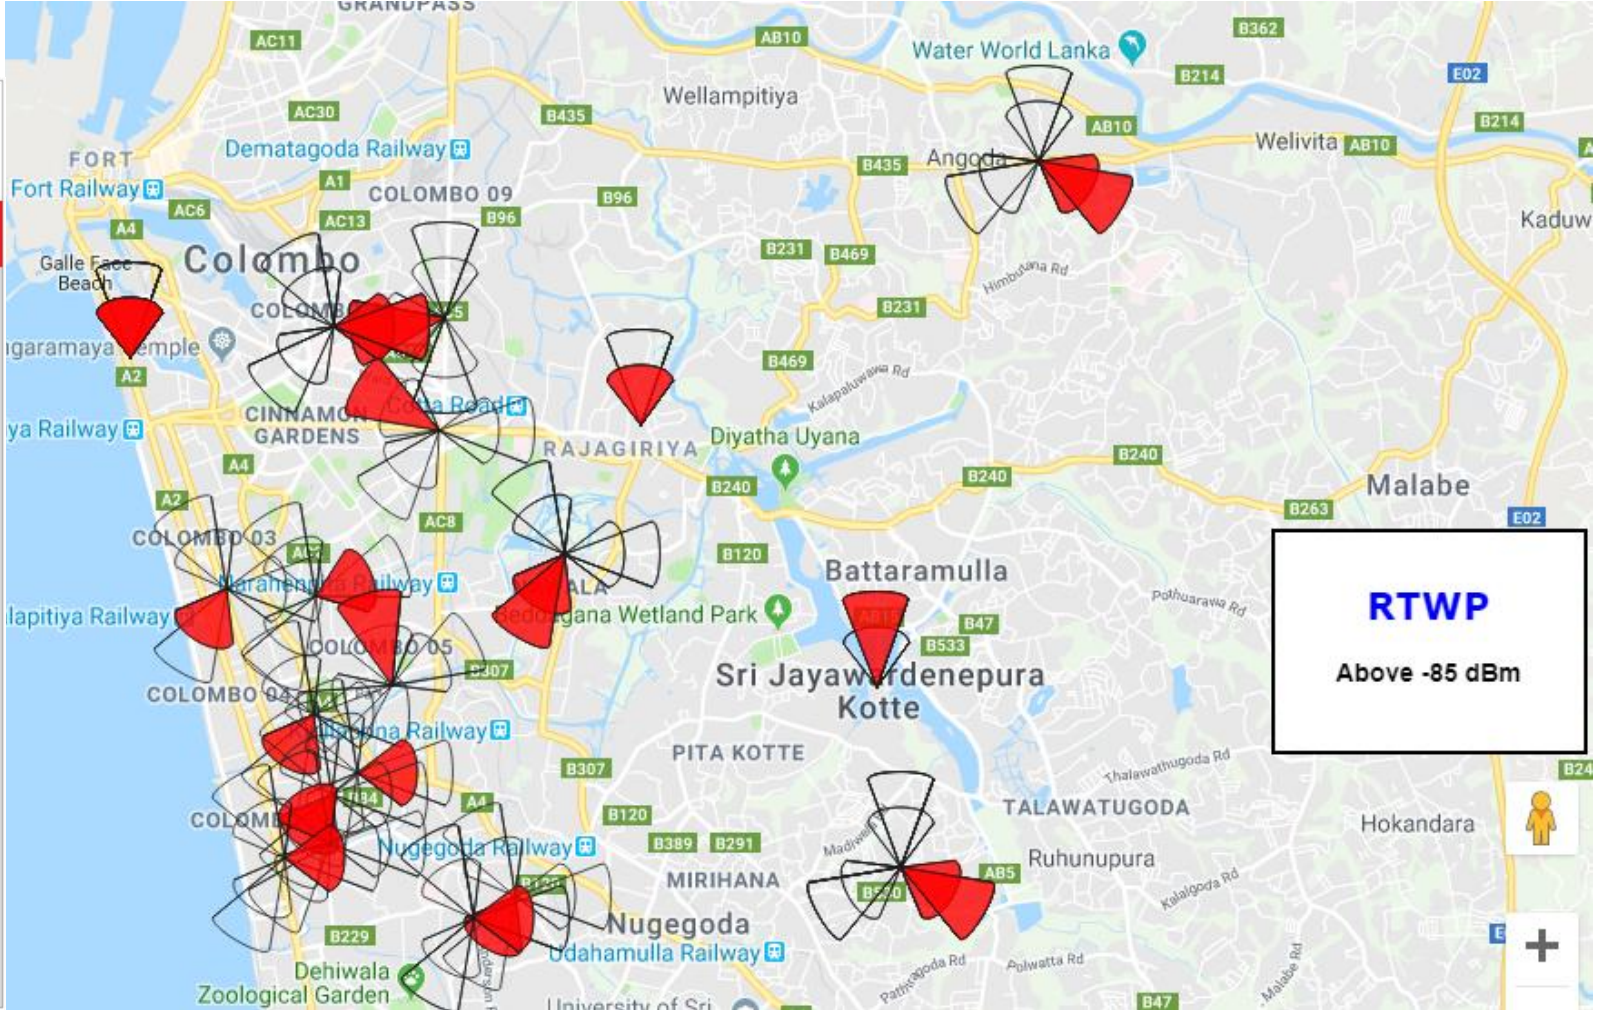 GRANDPASS
AC11
AB10
B362
Water World Lanka
B214
E02
Wellampitiya
AC30
B435
AB10
B214
Dematagoda Railway
Welivita
AB10
FORT
B435
Angoda
Fort Railway
A1
COLOMBO 09
B96
AC6
AC13
B96
Kaduw
A4
B231
B469
Colombo
Galle Face
Beach
Himbutana Rd
B231
A2
B469
Kalapaluwawa Rd
CINNAMON
GARDENS
Cotta Road
ya Railway
RAJAGIRIYA
Diyatha Uyana
B240
A4
B240
B240
Malabe
A2
B263
AC8
E02
COLOMBO 03
B120
Battaramulla
RTWP
Above -85 dBm
Pothuarawa Rd
lapitiya Railway
Beddagana Wetland Park
B47
B533
COLOMBO 05
B307
Sri Jayawardenepura
Kotte
COLOMBO 04
PITA KOTTE
Thalawathugoda Rd
B307
B24
A4
TALAWATUGODA
B120
Hokandara
Nugegoda Railway
B389
B291
Ruhunupura
MIRIHANA
AB5
Kalalgoda Rd
Nugegoda
B229
Udahamulla Railway
Dehiwala
Zoological Garden
Polwatta Rd
Malabe Rd
University of Sri
B47